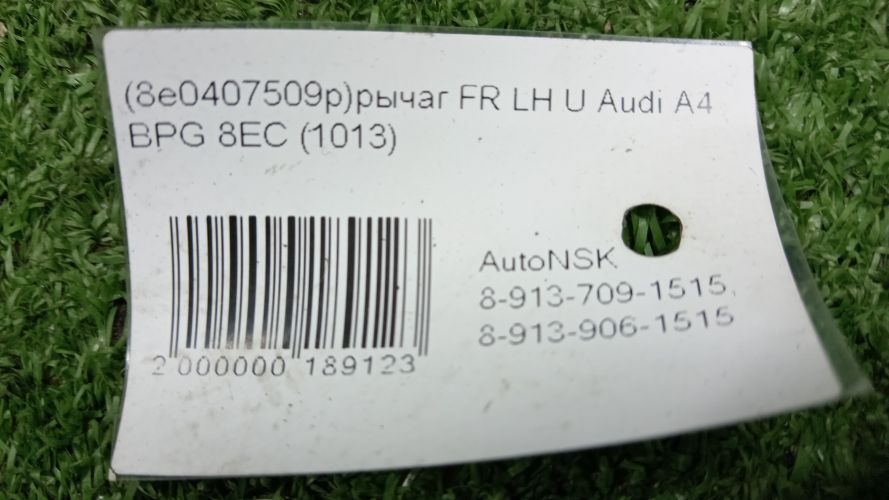 (8e0407509p)рычаг FR LH U Audi A4
BPG 8EC (1013)
AutoNSK
8-913-709-1515,
8-913-906-1515
2 000000 189123